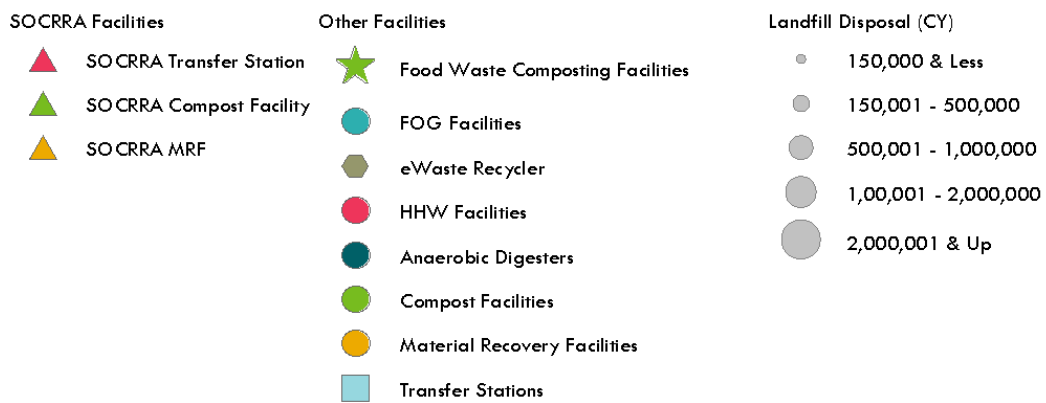 SOCRRA Facilities
SOCRRA Transfer Station
SOCRRA Compost Facility
SOCRRA MRF
Other Facilities
Food Waste Composting Facilities
FOG Facilities
eWaste Recycler
HHW Facilities
Anaerobic Digesters
Compost Facilities
Material Recovery Facilities
Transfer Stations
Landfill Disposal (CY)
150,000 & Less
150,001 - 500,000
500,001 - 1,000,000
1,00,001 - 2,000,000
2,000,001 & Up